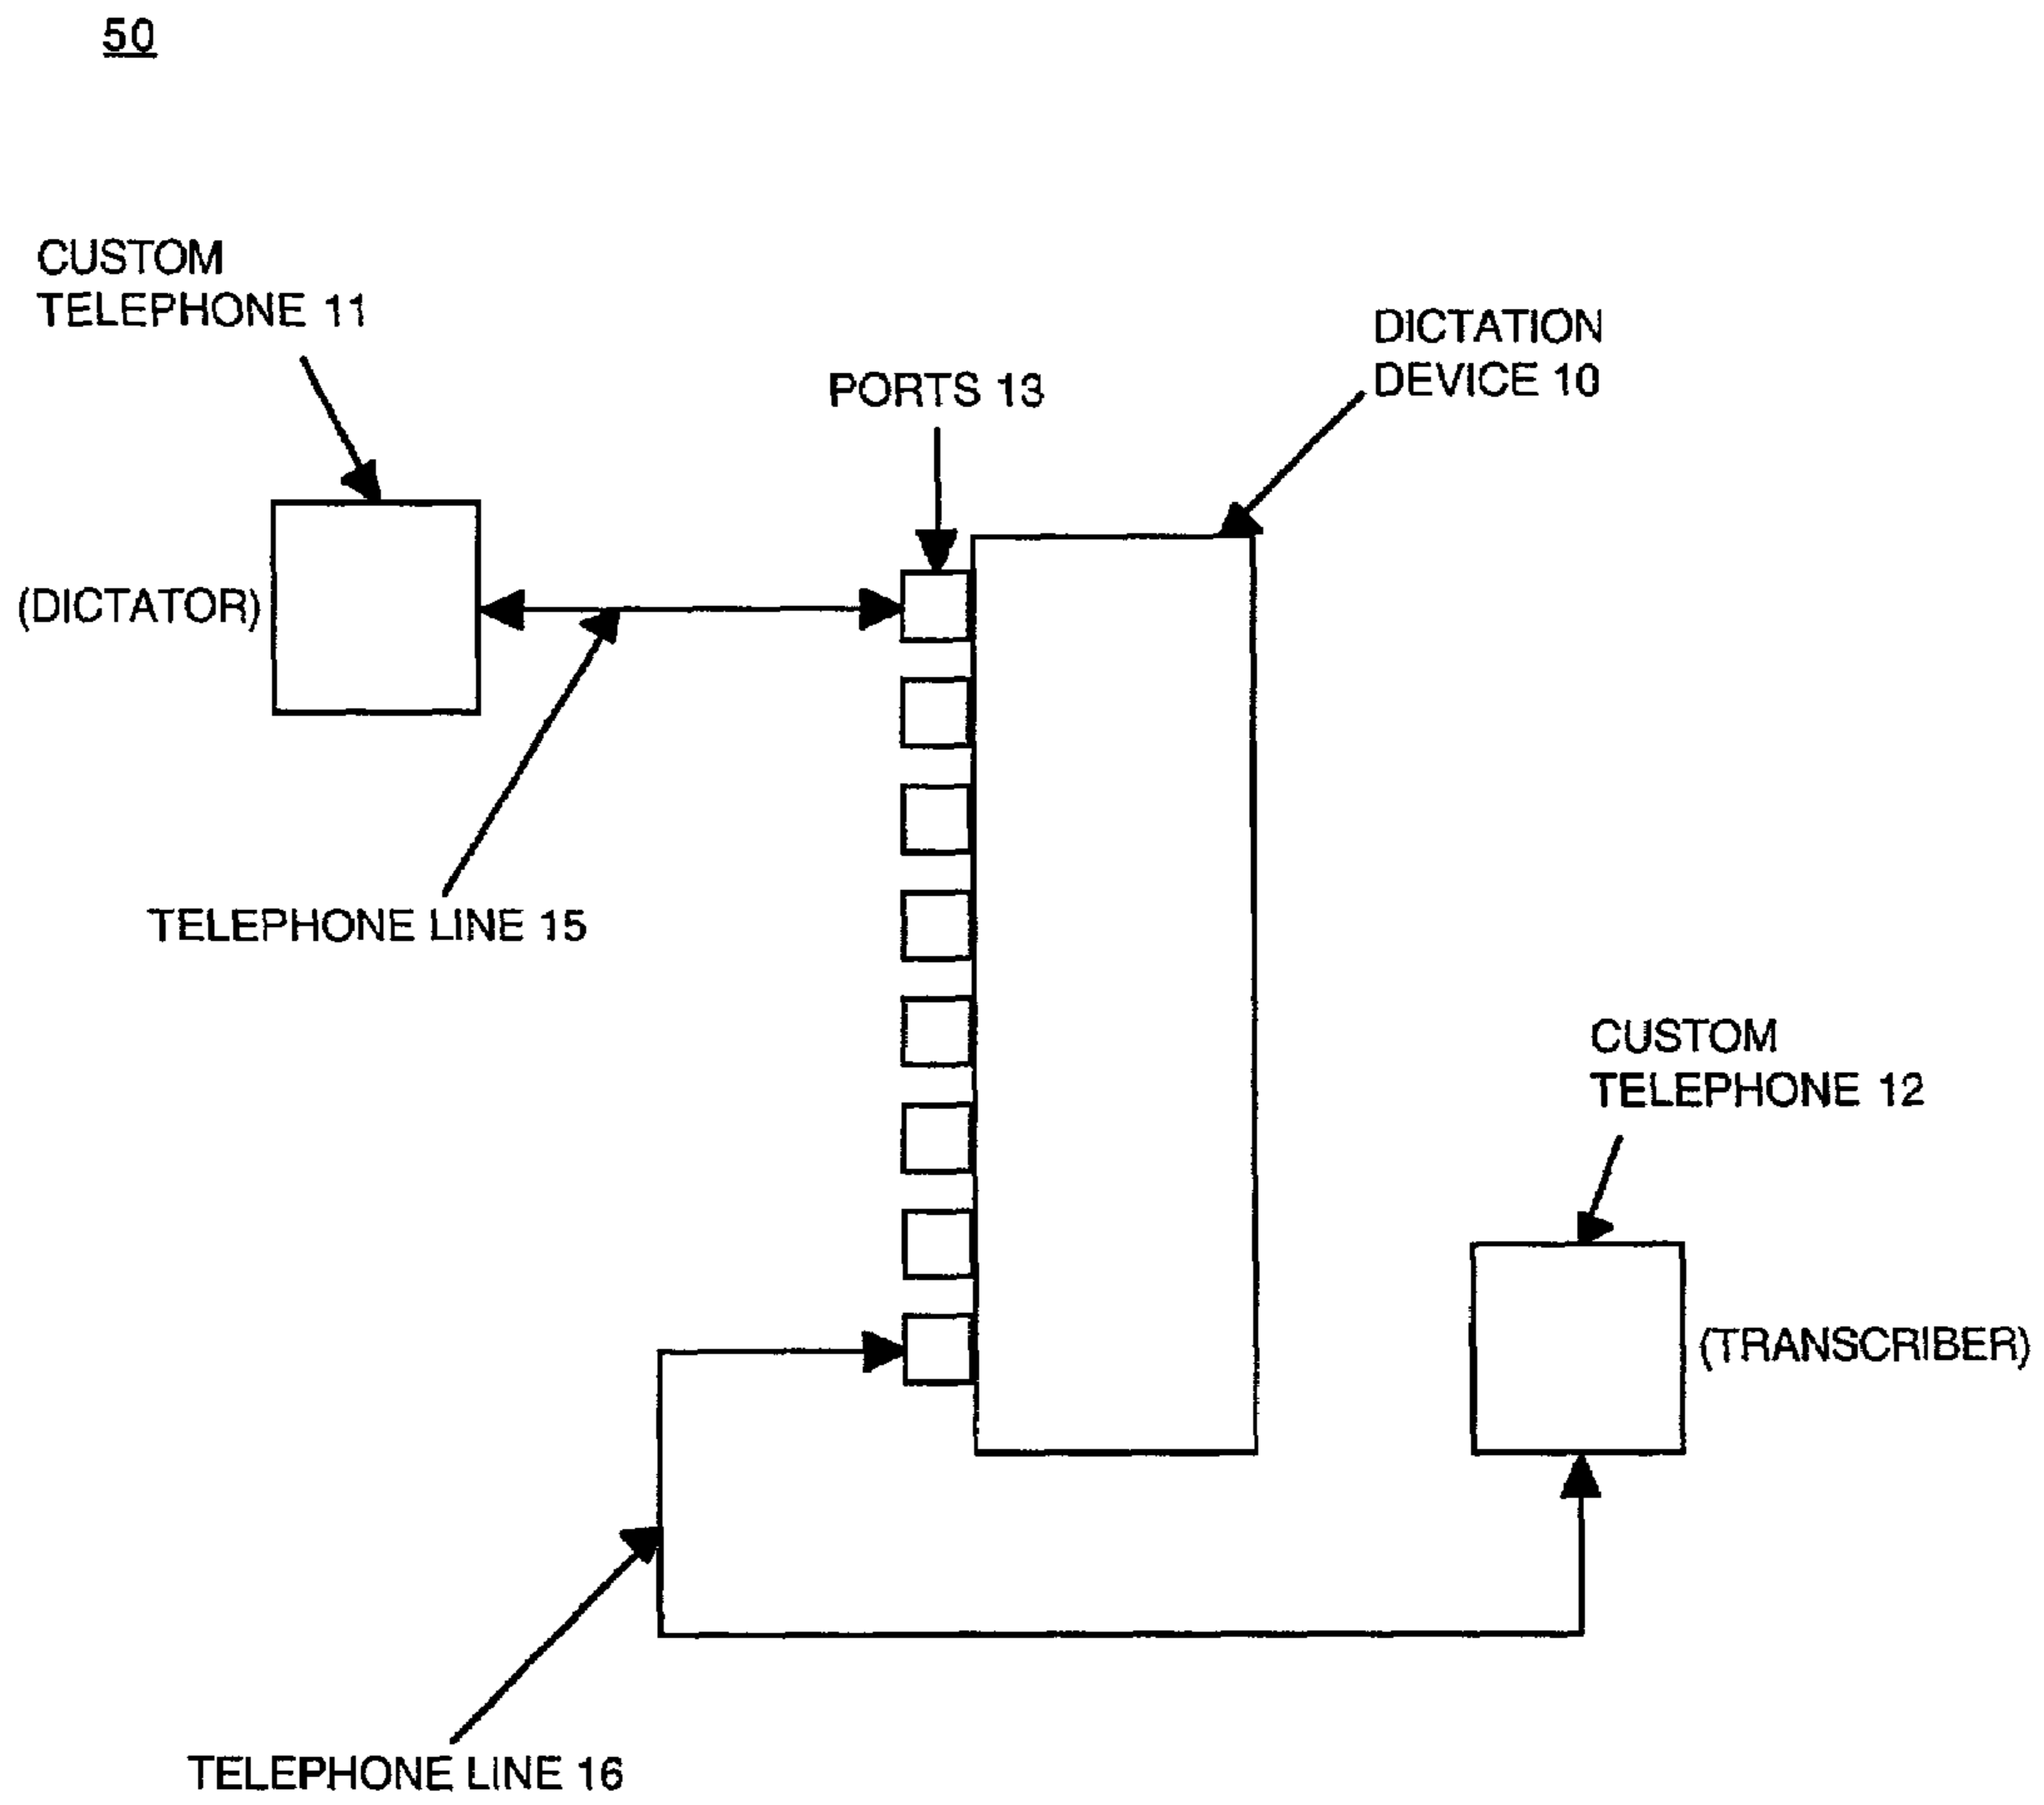 50
CUSTOM
TELEPHONE 11
DICTATION
DEVICE 10
PORTS 13
(DICTATOR)
TELEPHONE LINE 15
CUSTOM
TELEPHONE 12
(TRANSCRIBER)
TELEPHONE LINE 16